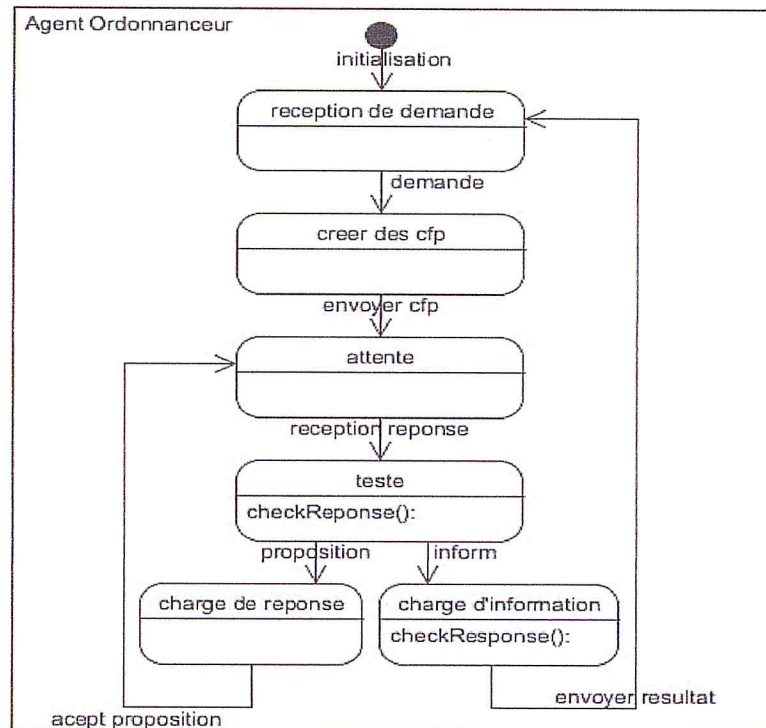 Agent Ordonnanceur
initialisation
reception de demande
demande
creer des cfp
envoyer cfp
attente
reception reponse
teste
checkReponse():
proposition
inform
charge de reponse
charge d'information
checkResponse():
envoyer resultat
acept proposition